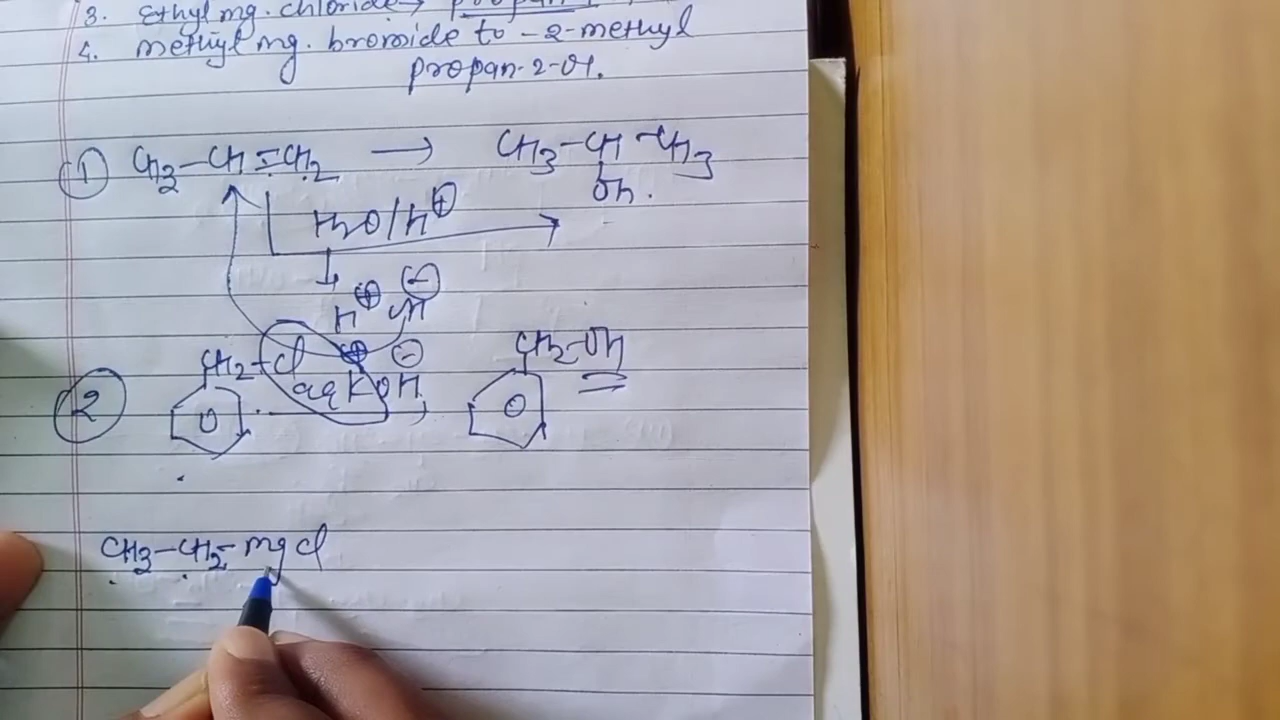 3. Ethyl mg. chloride → propan
4. methyl mg. bromide to - 2-methyl
propan-2-ol.
① CH3-CH=CH2 → CH3-CH-CH3
OH.
H2O/H⊕
⊕ ⊖
H
CH2-Cl ⊕ ⊖ CH2-OH
② aq KOH
CH3-CH2-mgcl